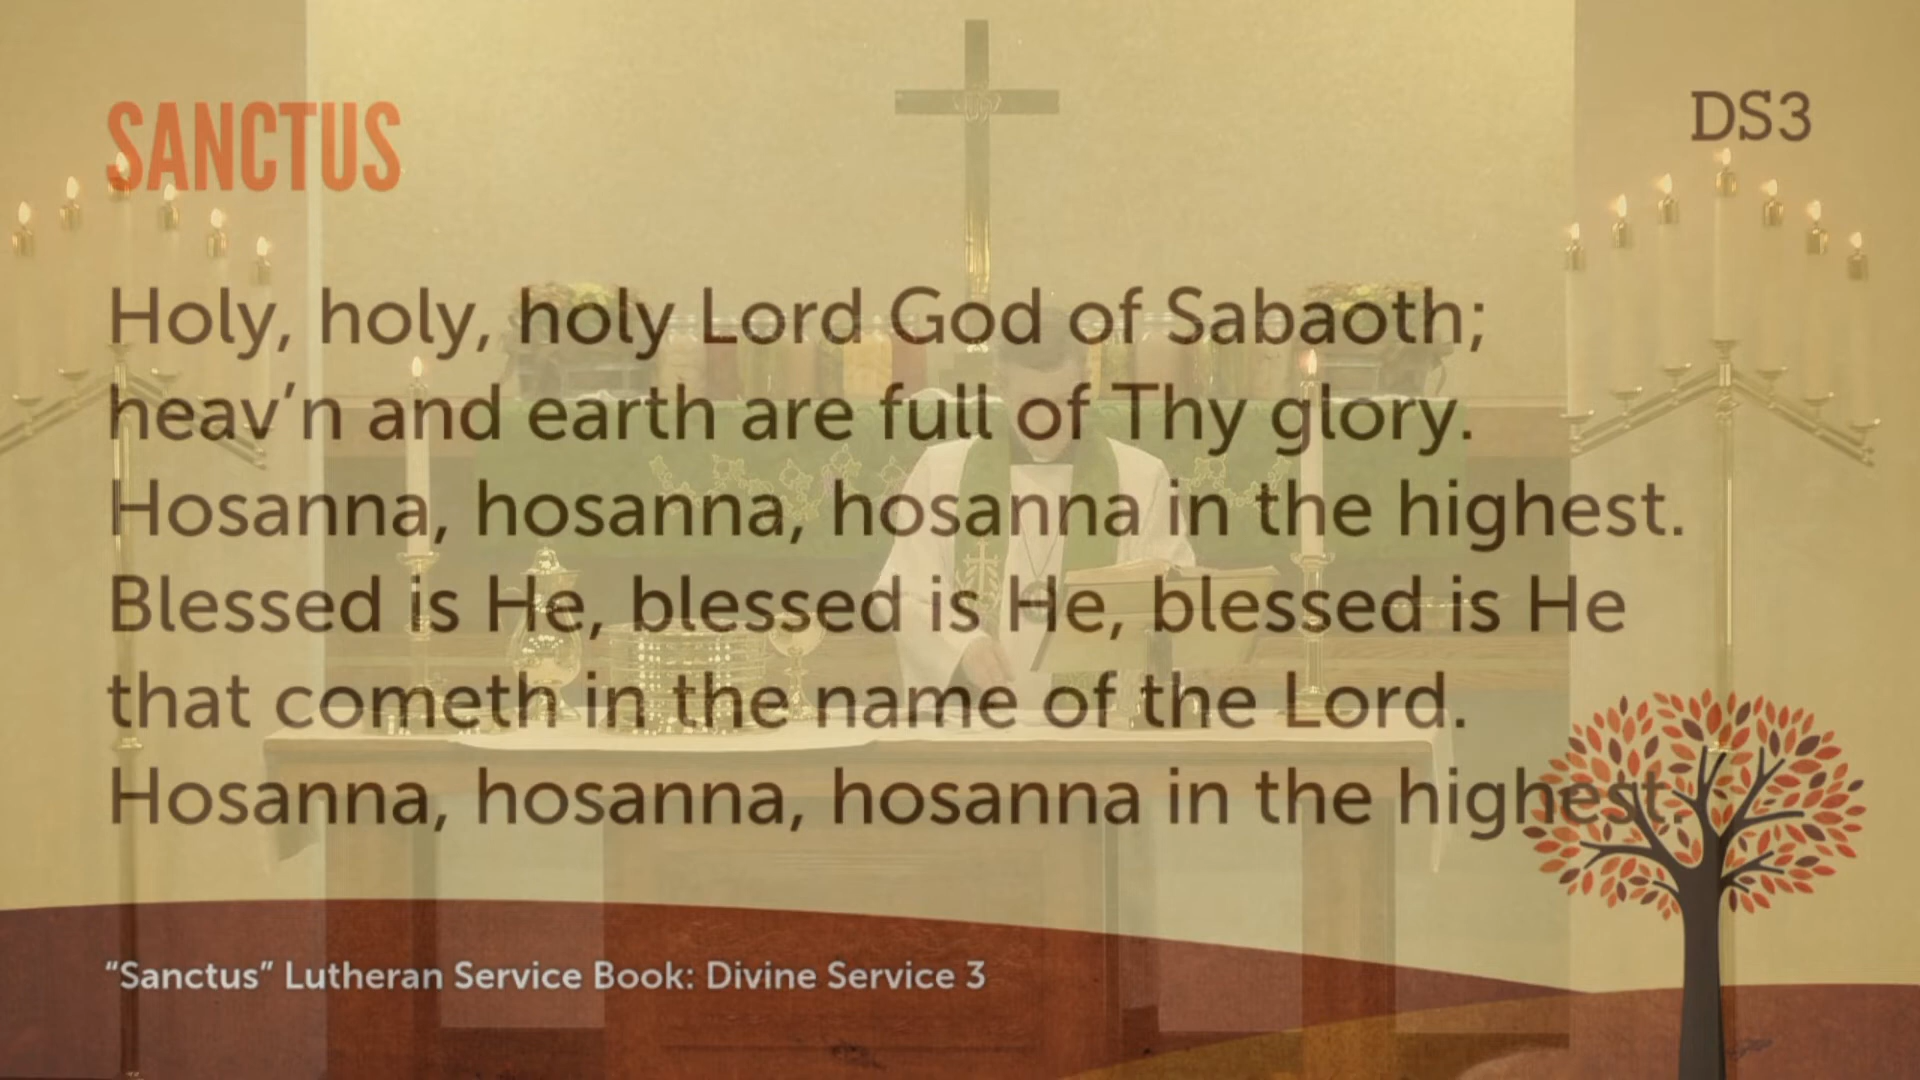 SANCTUS
DS3
Holy, holy, holy Lord God of Sabaoth;
heav’n and earth are full of Thy glory.
Hosanna, hosanna, hosanna in the highest.
Blessed is He, blessed is He, blessed is He
that cometh in the name of the Lord.
Hosanna, hosanna, hosanna in the highest.
“Sanctus” Lutheran Service Book: Divine Service 3